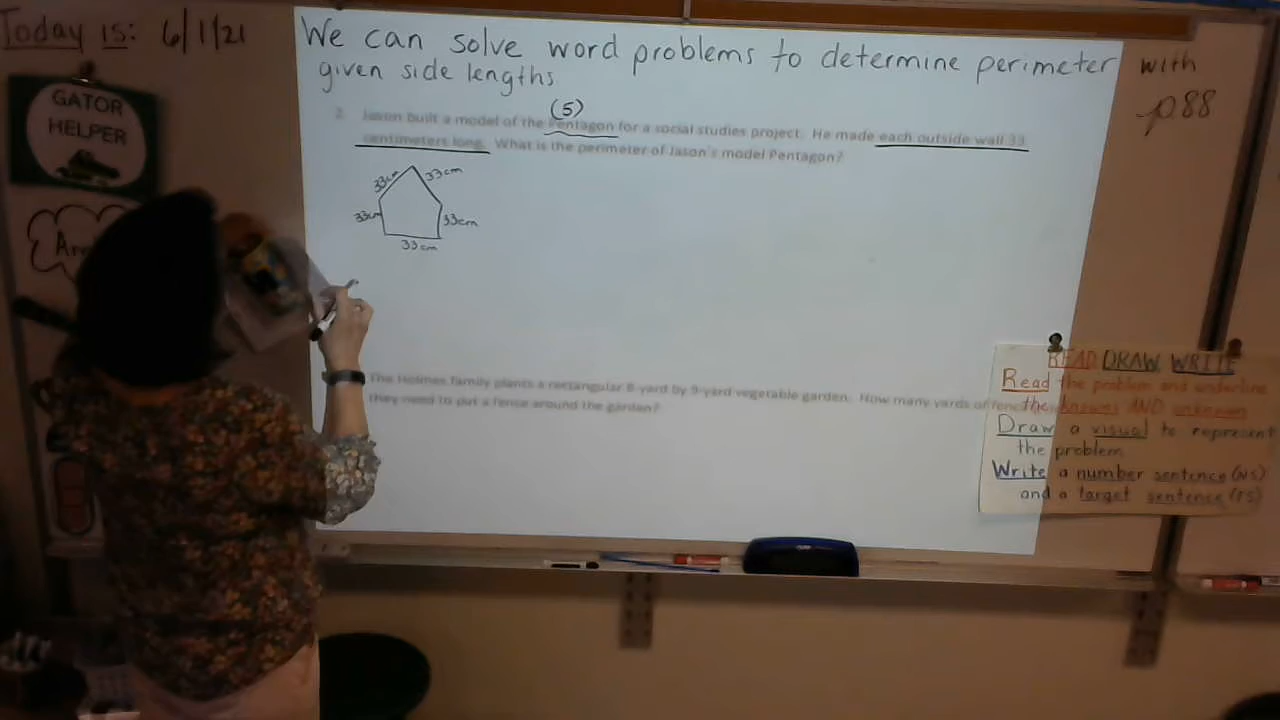 Today is: 6/1/21
We can solve word problems to determine perimeter with
given side lengths
p88
GATOR
HELPER
(5)
2. Jason built a model of the Pentagon for a social studies project. He made each outside wall 33
centimeters long. What is the perimeter of Jason's model Pentagon?
33cm 33cm
33cm 33cm
33cm
The Holmes family plants a rectangular 8-yard by 9-yard vegetable garden. How many yards of
they need to put a fence around the garden?
READ DRAW WRITE
Read the problem and underline
the knowns AND unknown
Draw a visual to represent
the problem
Write a number sentence (NS)
and a target sentence (TS)